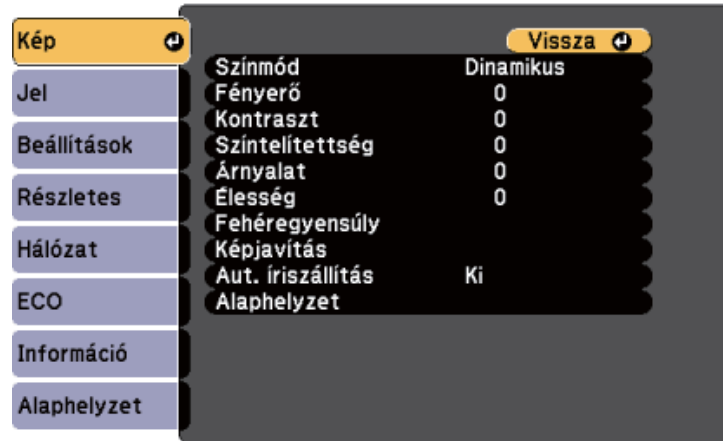 Kép
Jel
Beállítások
Részletes
Hálózat
ECO
Információ
Alaphelyzet
Vissza
Színmód Dinamikus
Fényerő 0
Kontraszt 0
Színtelítettség 0
Árnyalat 0
Élesség 0
Fehéregyensúly
Képjavítás
Aut. íriszállítás Ki
Alaphelyzet